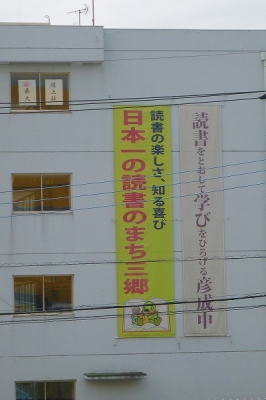 読書をとおして学びをひろげる彦成中
読書の楽しさ、知る喜び
日本一の読書のまち三郷